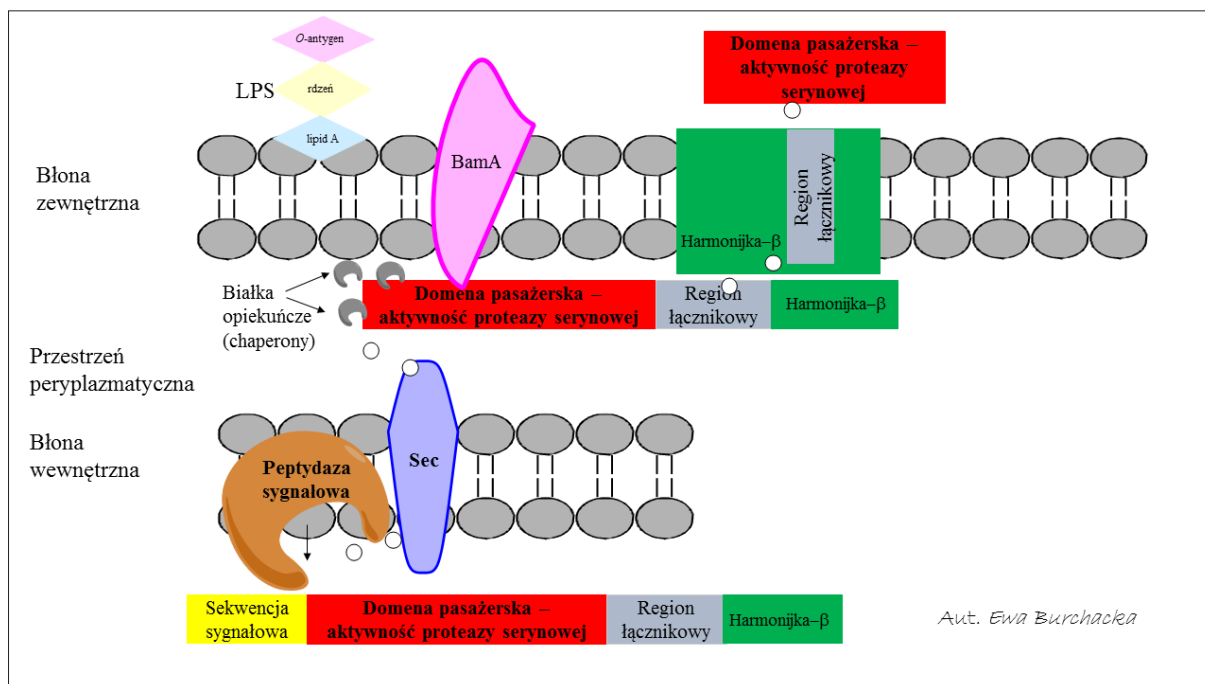 O-antygen
LPS
rdzeń
lipid A
Domena pasażerska –
aktywność proteazy
serynowej
Błona
zewnętrzna
BamA
Region
łącznikowy
Harmonijka–β
Białka
opiekuńcze
(chaperony)
Domena pasażerska –
aktywność proteazy serynowej
Region
łącznikowy
Harmonijka–β
Przestrzeń
peryplazmatyczna
Błona
wewnętrzna
Peptydaza
sygnałowa
Sec
Sekwencja
sygnałowa
Domena pasażerska –
aktywność proteazy serynowej
Region
łącznikowy
Harmonijka–β
Aut. Ewa Burchacka